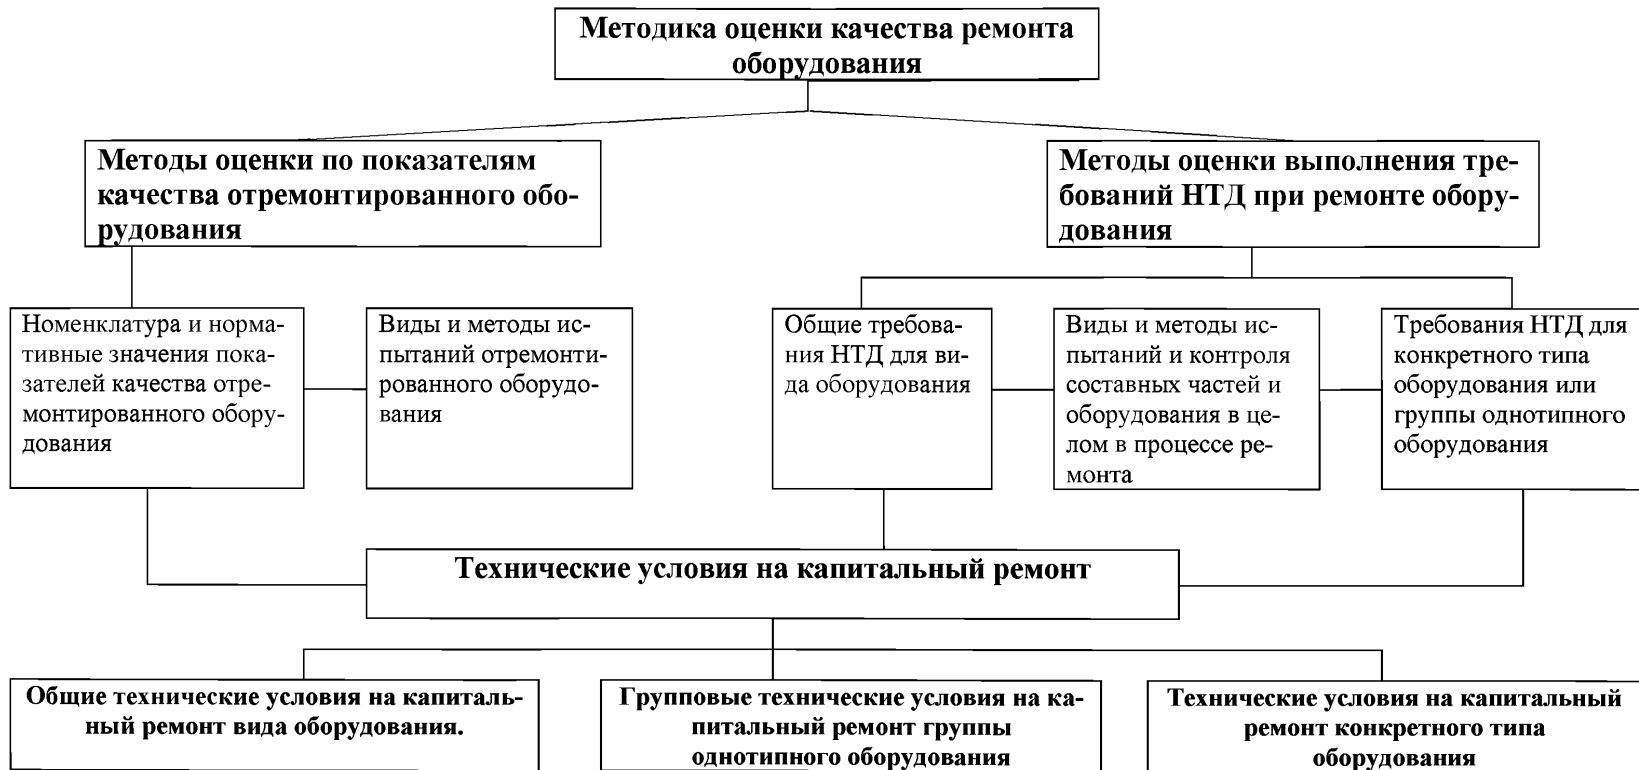 Методика оценки качества ремонта
оборудования
Методы оценки по показателям
качества отремонтированного обо-
рудования
Методы оценки выполнения тре-
бований НТД при ремонте обору-
дования
Номенклатура и норма-
тивные значения пока-
зателей качества отре-
монтированного обору-
дования
Виды и методы ис-
пытаний отремонти-
рованного оборудо-
вания
Общие требова-
ния НТД для ви-
да оборудования
Виды и методы ис-
пытаний и контроля
составных частей и
оборудования в це-
лом в процессе ре-
монта
Требования НТД для
конкретного типа
оборудования или
группы однотипного
оборудования
Технические условия на капитальный ремонт
Общие технические условия на капиталь-
ный ремонт вида оборудования.
Групповые технические условия на ка-
питальный ремонт группы
однотипного оборудования
Технические условия на капитальный
ремонт конкретного типа
оборудования